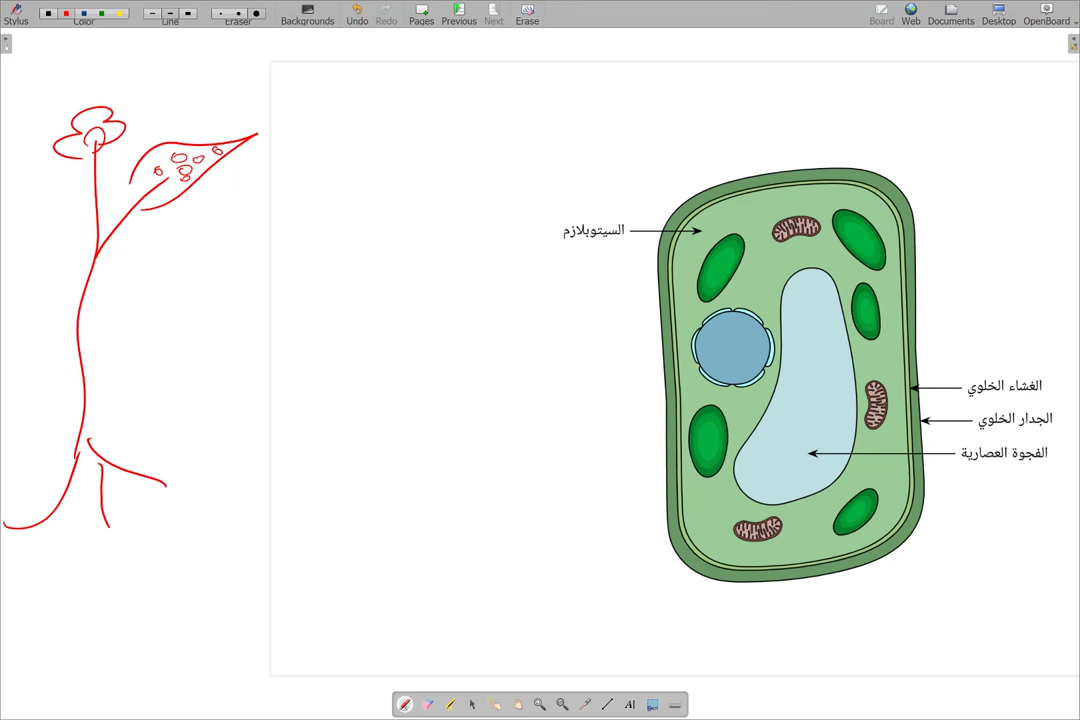 Stylus
Color
Line
Eraser
Backgrounds
Undo
Redo
Pages
Previous
Next
Erase
Board
Web
Documents
Desktop
OpenBoard
السيتوبلازم
الغشاء الخلوي
الجدار الخلوي
الفجوة العصارية
AI